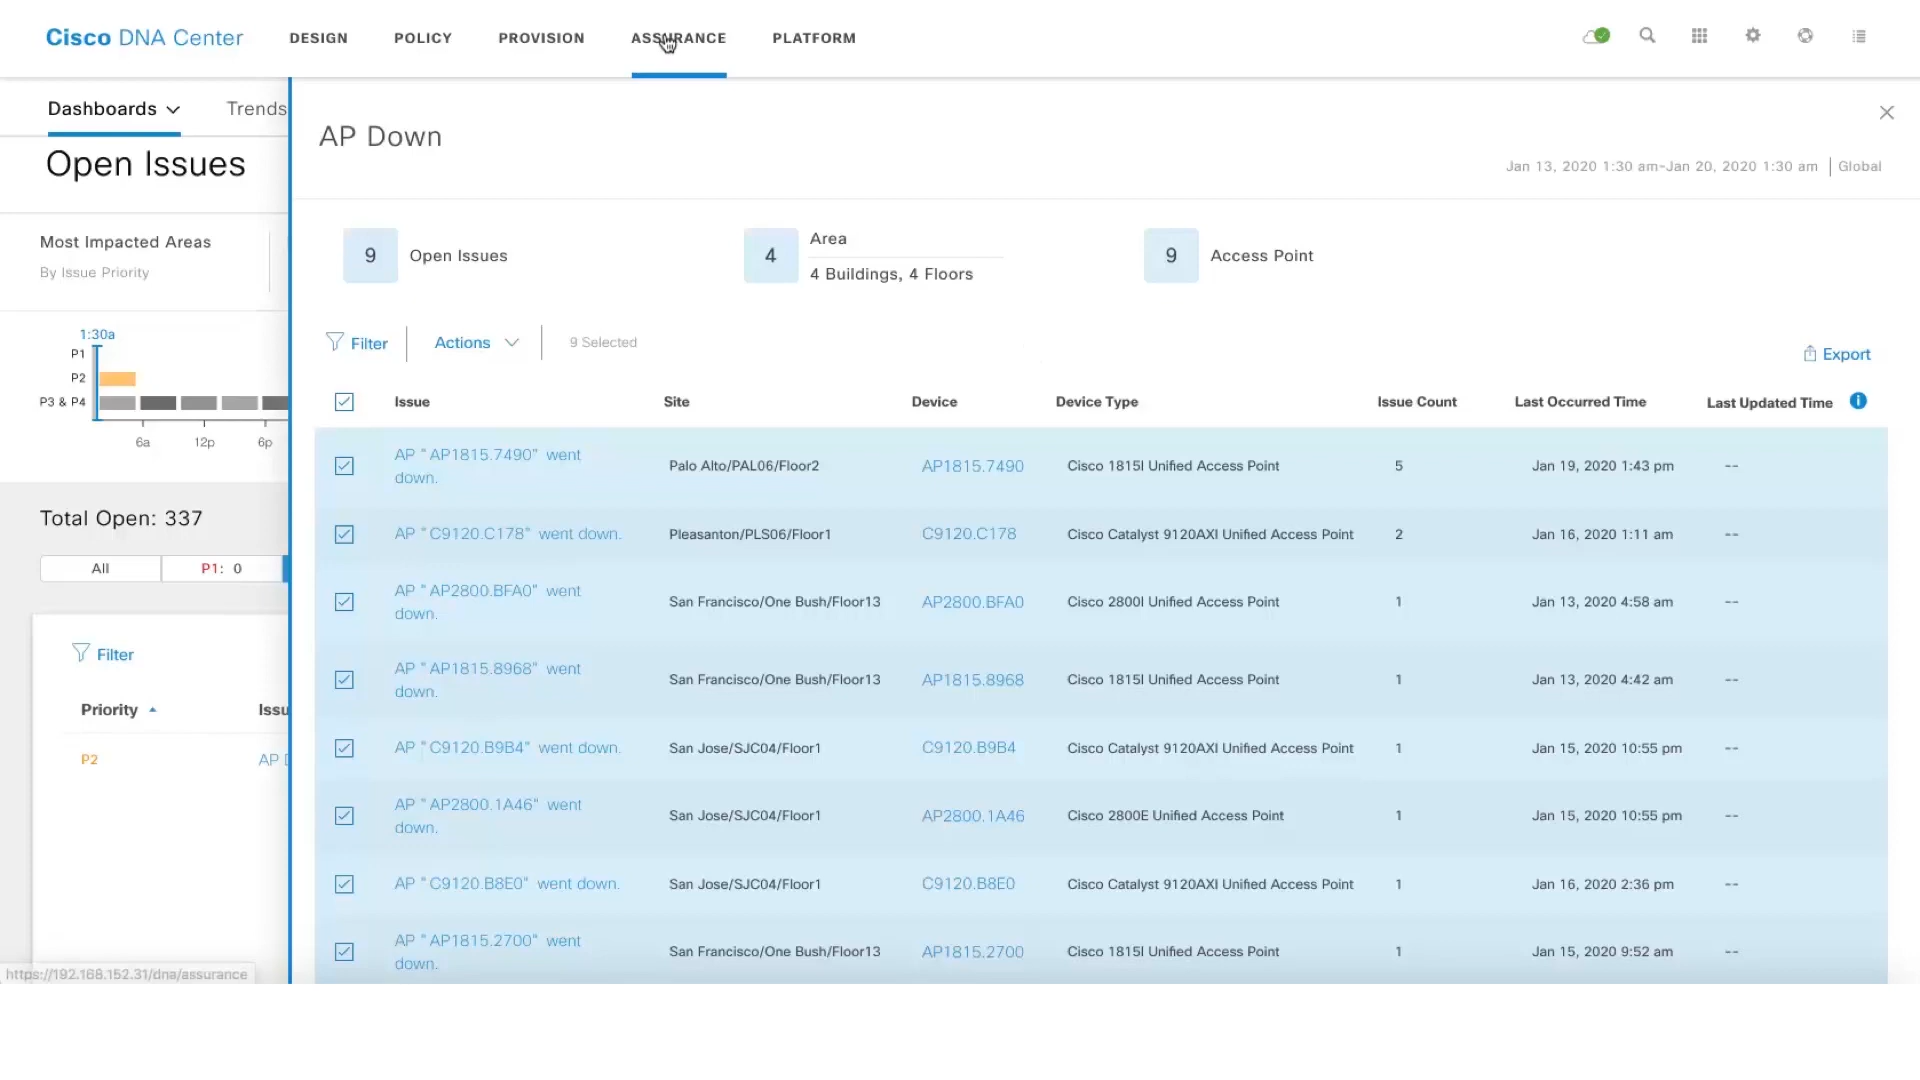 Cisco DNA Center DESIGN POLICY PROVISION ASSURANCE PLATFORM
Dashboards Trends
Open Issues
Most Impacted Areas
By Issue Priority
1:30a
P1
P2
P3 & P4
6a 12p 6p
Total Open: 337
All P1: 0
Filter
Priority Issu
P2 AP D
https://192.168.152.31/dna/assurance
AP Down
Jan 13, 2020 1:30 am-Jan 20, 2020 1:30 am Global
9 Open Issues
4 Area
4 Buildings, 4 Floors
9 Access Point
Filter Actions 9 Selected
Export
Issue Site Device Device Type Issue Count Last Occurred Time Last Updated Time
AP "AP1815.7490" went
down.
Palo Alto/PAL06/Floor2 AP1815.7490 Cisco 1815I Unified Access Point 5 Jan 19, 2020 1:43 pm --
AP "C9120.C178" went down. Pleasanton/PLS06/Floor1 C9120.C178 Cisco Catalyst 9120AXI Unified Access Point 2 Jan 16, 2020 1:11 am --
AP "AP2800.BFA0" went
down.
San Francisco/One Bush/Floor13 AP2800.BFA0 Cisco 2800I Unified Access Point 1 Jan 13, 2020 4:58 am --
AP "AP1815.8968" went
down.
San Francisco/One Bush/Floor13 AP1815.8968 Cisco 1815I Unified Access Point 1 Jan 13, 2020 4:42 am --
AP "C9120.B9B4" went down. San Jose/SJC04/Floor1 C9120.B9B4 Cisco Catalyst 9120AXI Unified Access Point 1 Jan 15, 2020 10:55 pm --
AP "AP2800.1A46" went
down.
San Jose/SJC04/Floor1 AP2800.1A46 Cisco 2800E Unified Access Point 1 Jan 15, 2020 10:55 pm --
AP "C9120.B8E0" went down. San Jose/SJC04/Floor1 C9120.B8E0 Cisco Catalyst 9120AXI Unified Access Point 1 Jan 16, 2020 2:36 pm --
AP "AP1815.2700" went
down.
San Francisco/One Bush/Floor13 AP1815.2700 Cisco 1815I Unified Access Point 1 Jan 15, 2020 9:52 am --